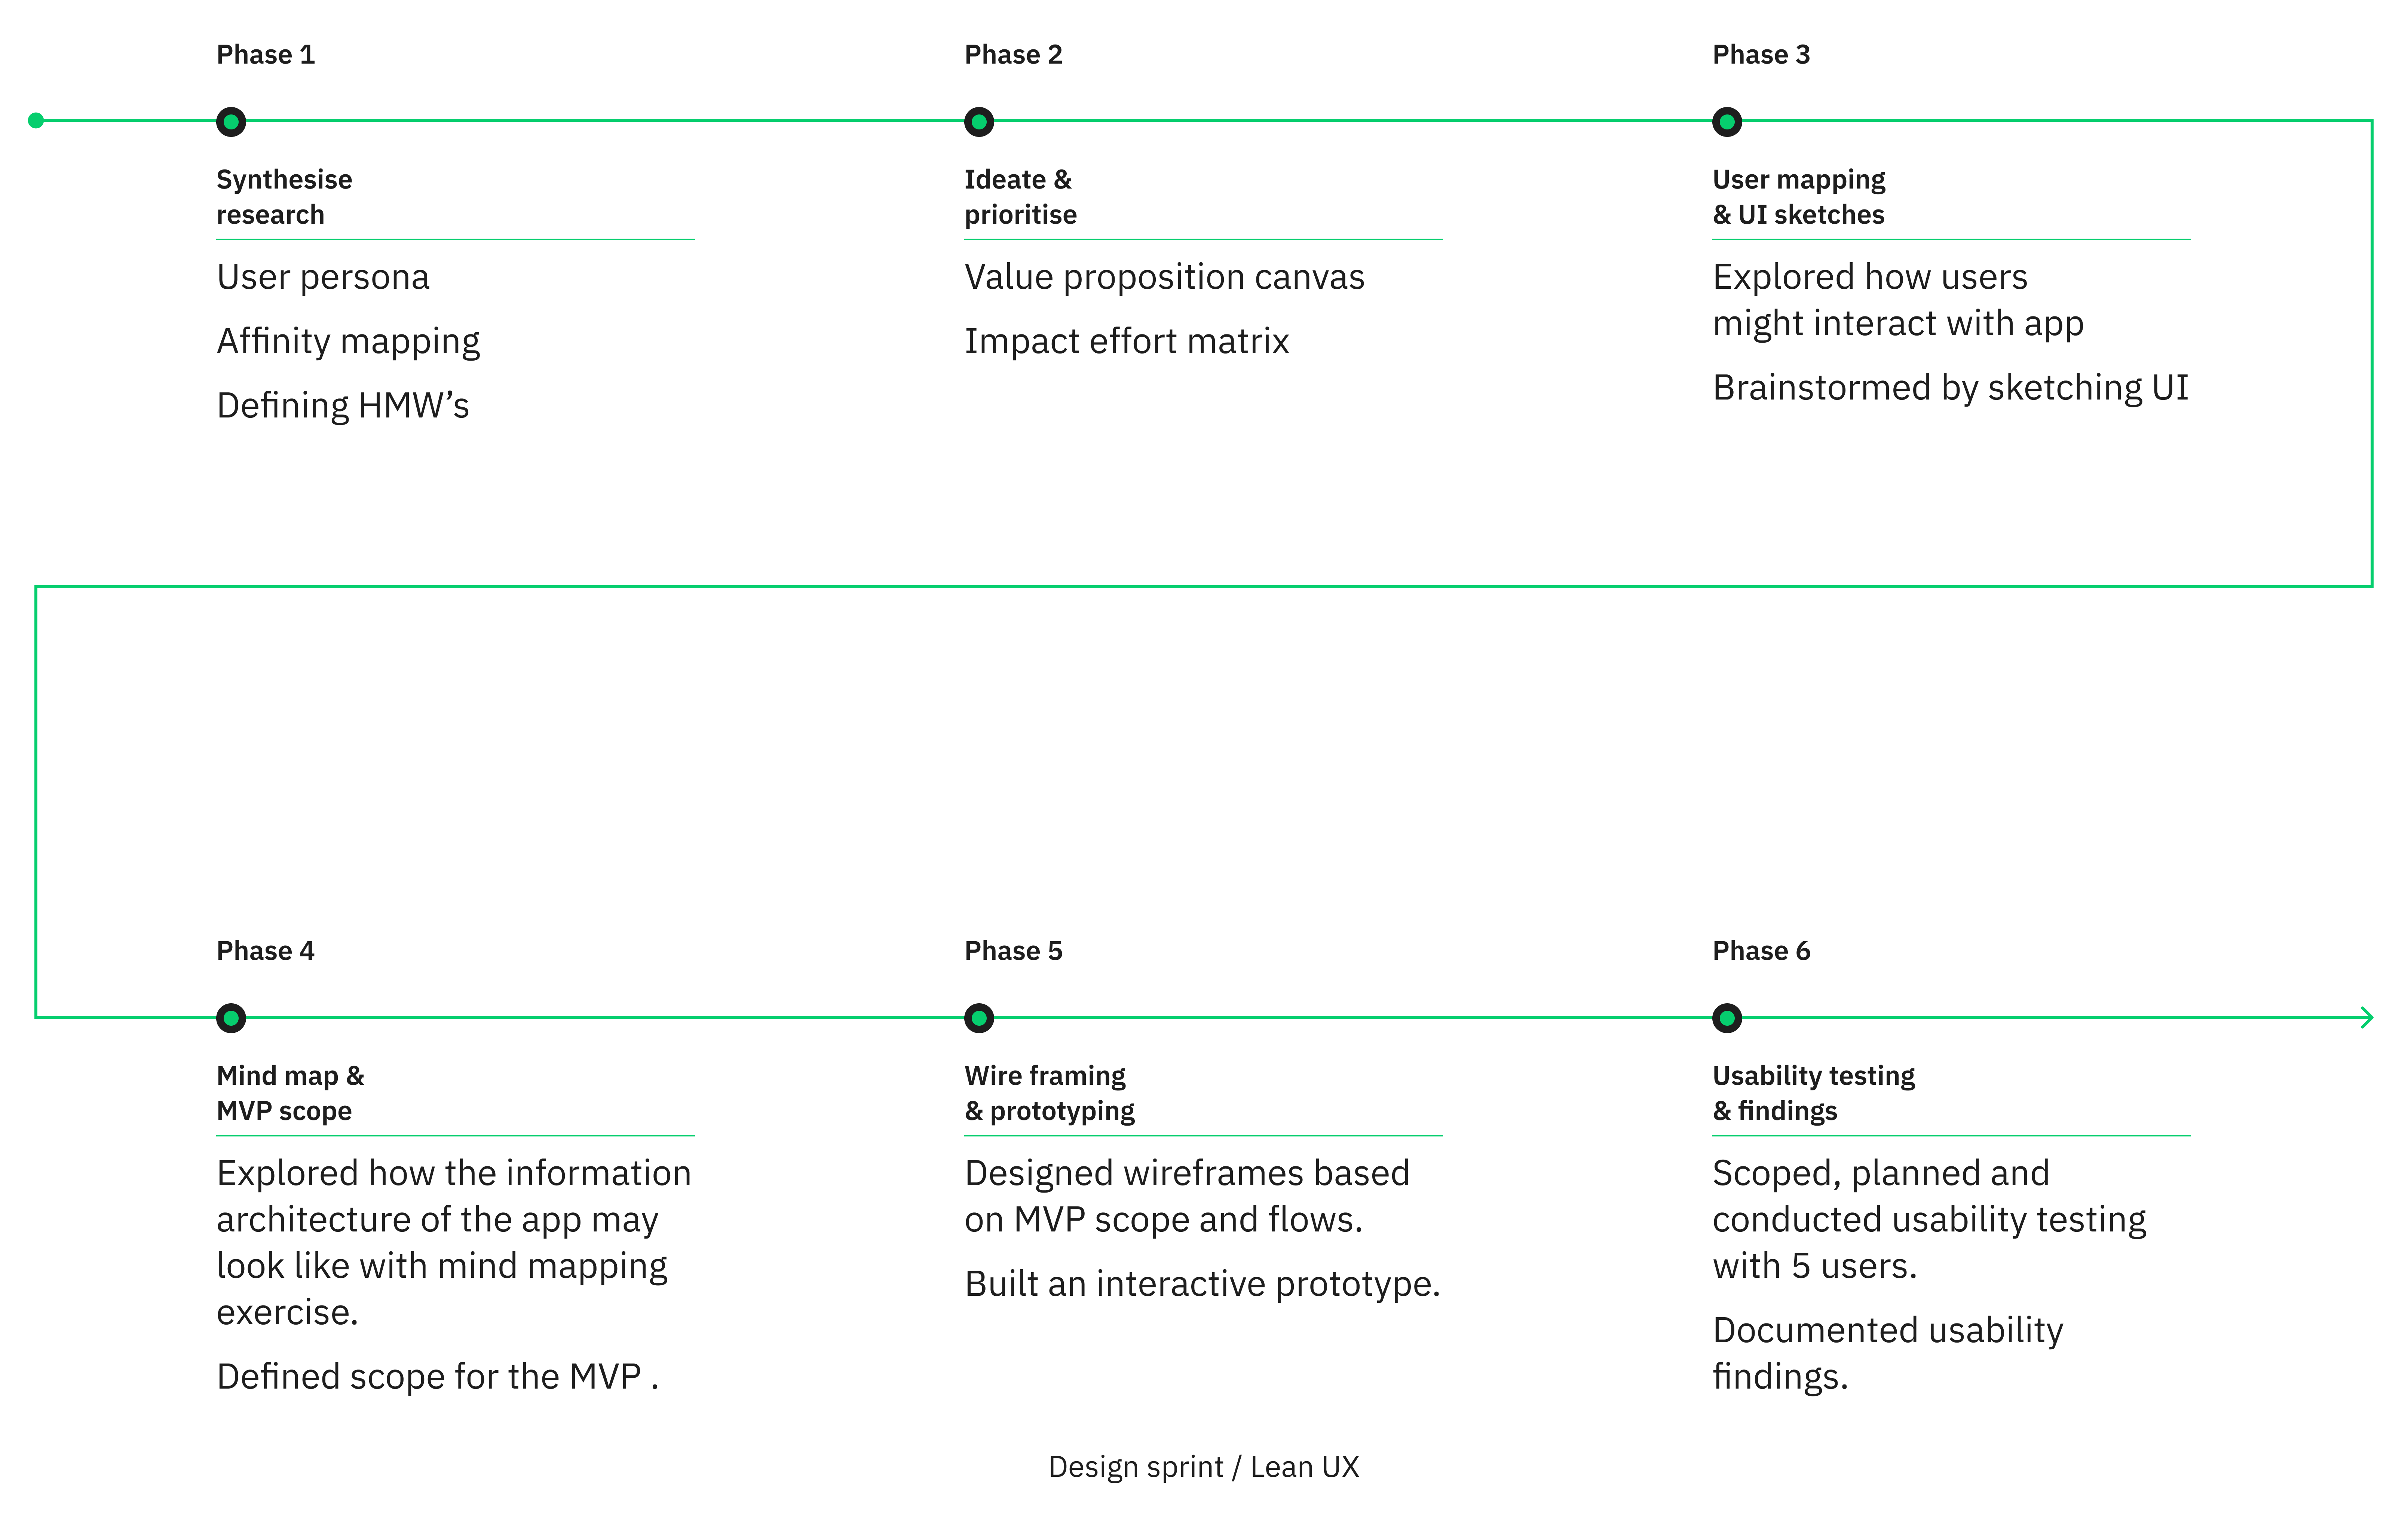 Phase 1
Synthesise
research
User persona
Affinity mapping
Defining HMW’s
Phase 2
Ideate &
prioritise
Value proposition canvas
Impact effort matrix
Phase 3
User mapping
& UI sketches
Explored how users
might interact with app
Brainstormed by sketching UI
Phase 4
Mind map &
MVP scope
Explored how the information
architecture of the app may
look like with mind mapping
exercise.
Defined scope for the MVP .
Phase 5
Wire framing
& prototyping
Designed wireframes based
on MVP scope and flows.
Built an interactive prototype.
Phase 6
Usability testing
& findings
Scoped, planned and
conducted usability testing
with 5 users.
Documented usability
findings.
Design sprint / Lean UX